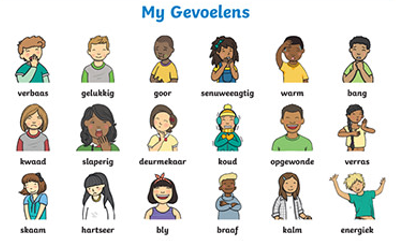 My Gevoelens
verbaas gelukkig goor senuweeagtig warm bang
kwaad slaperig deurmekaar koud opgewonde verras
skaam hartseer bly braaf kalm energiek